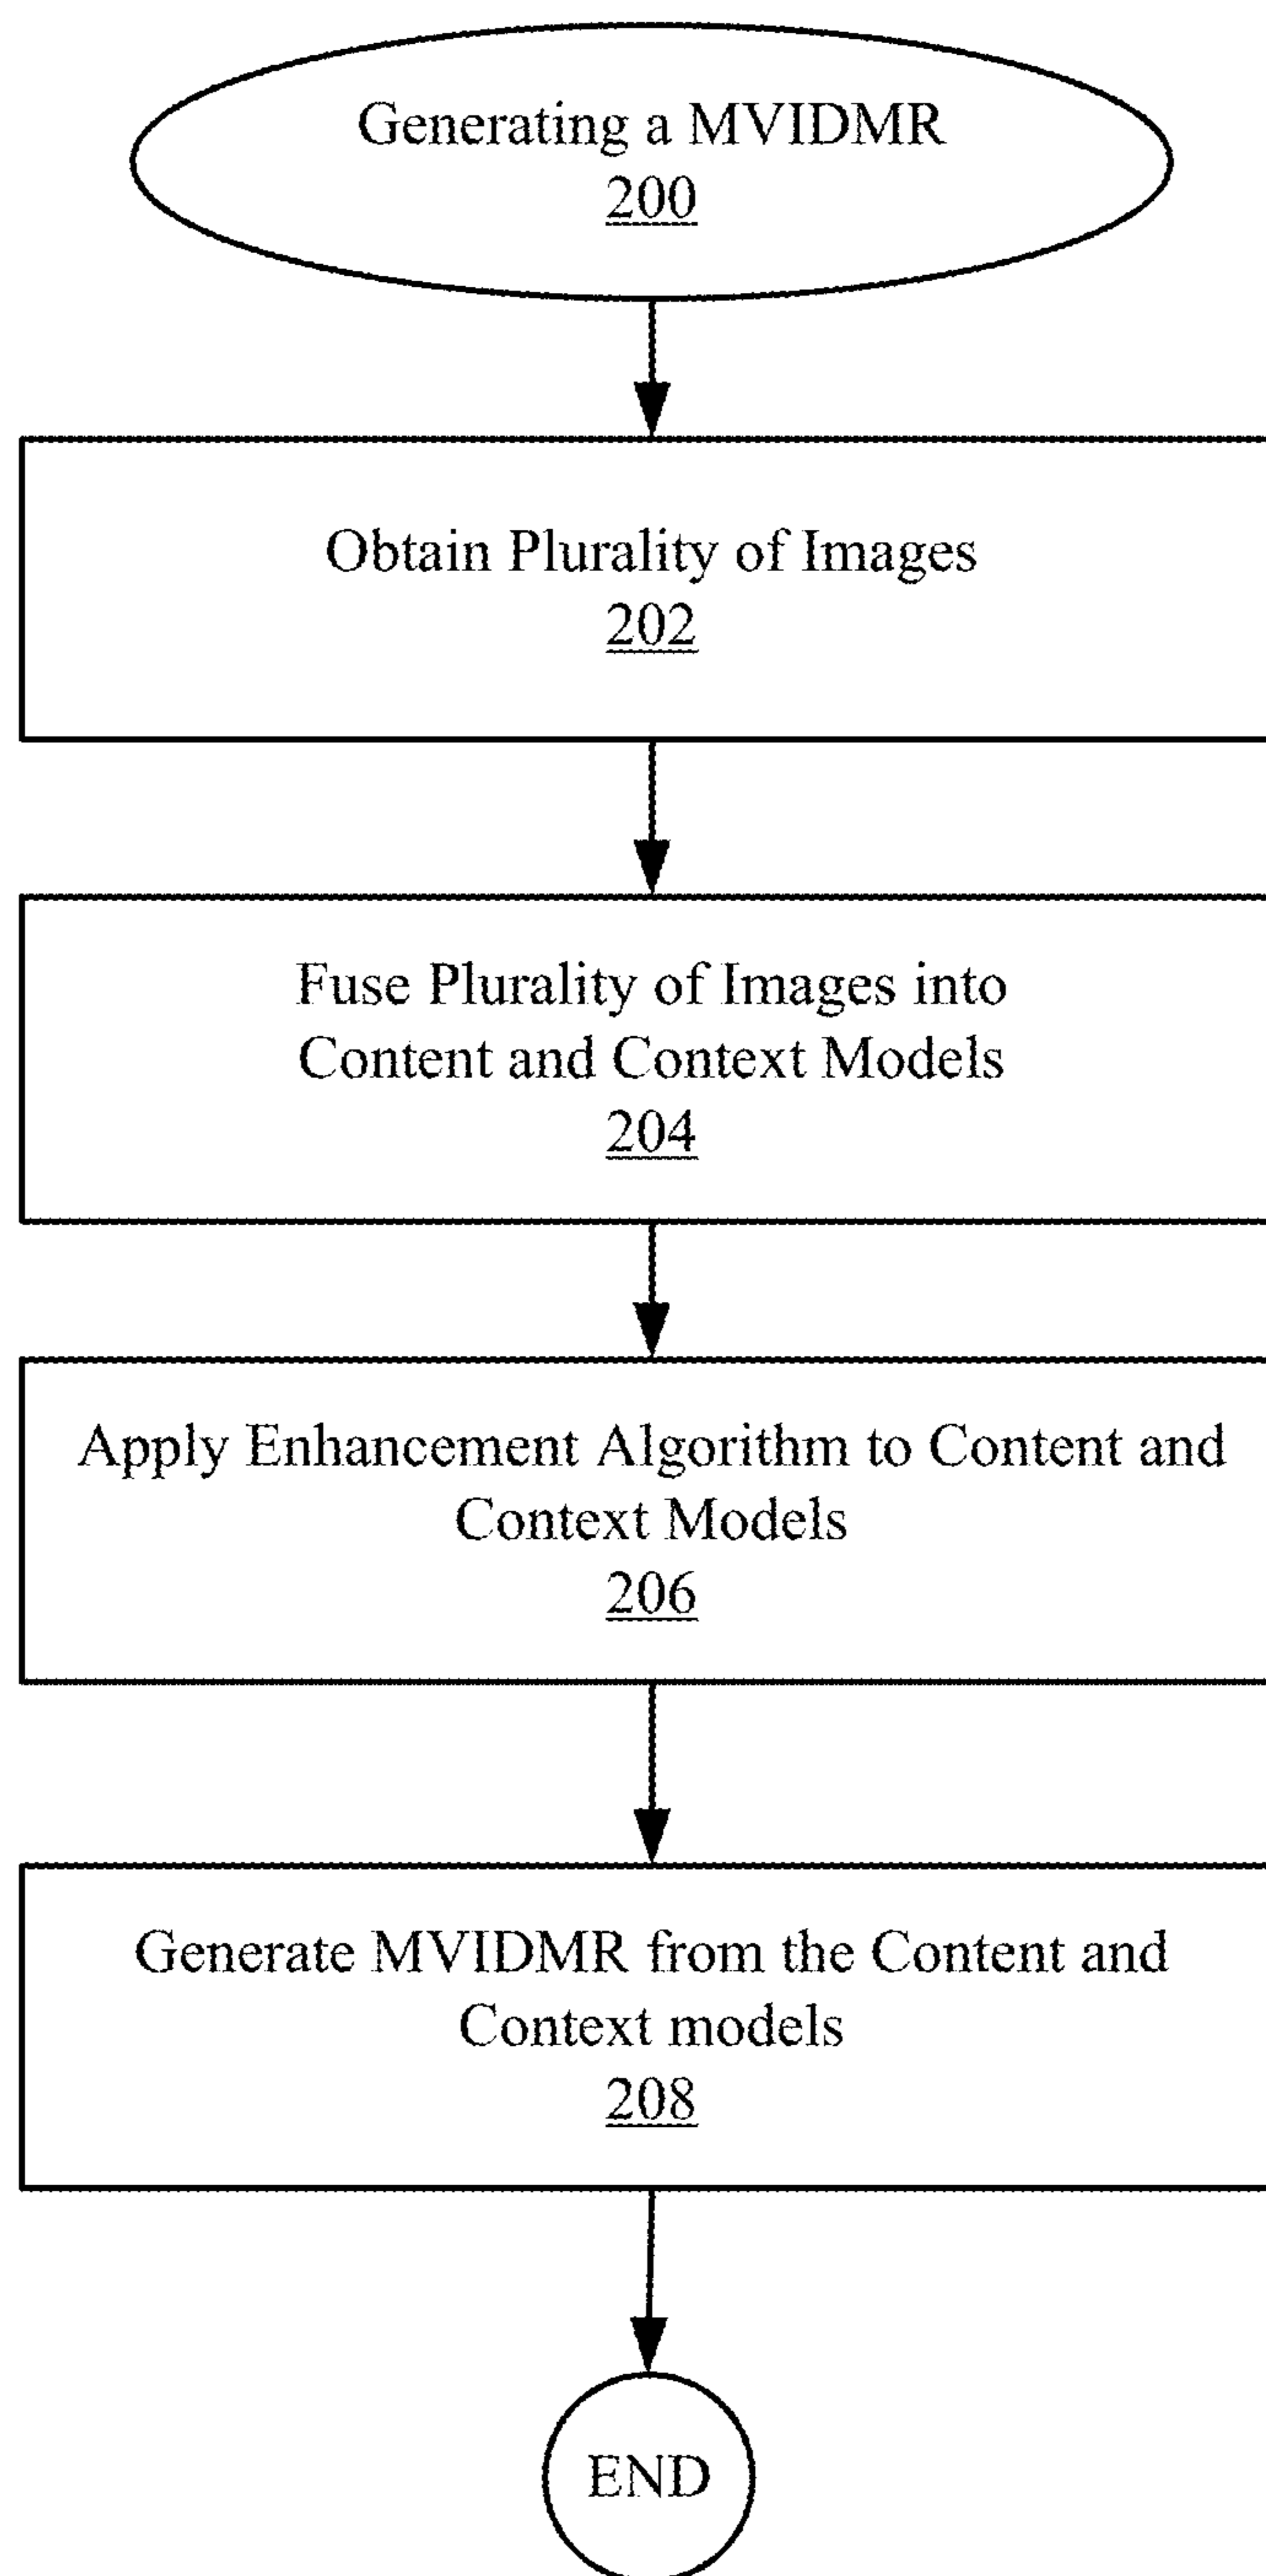 Generating a MVIDMR
200
Obtain Plurality of Images
202
Fuse Plurality of Images into
Content and Context Models
204
Apply Enhancement Algorithm to Content and
Context Models
206
Generate MVIDMR from the Content and
Context models
208
END